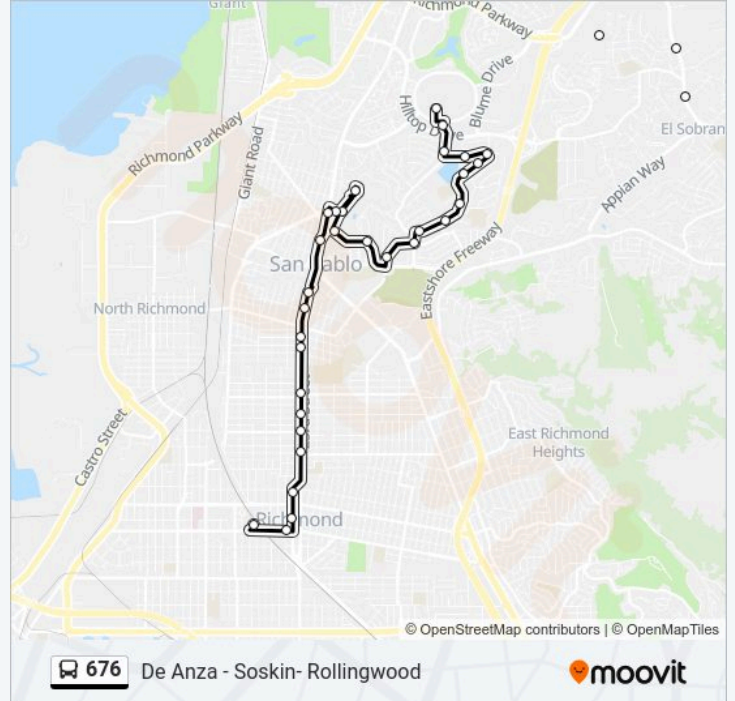 Giant
Richmond Parkway
Blume Drive
Hilltop Drive
El Sobran
Richmond Parkway
Giant Road
Appian Way
San Pablo
Eastshore Freeway
North Richmond
Castro Street
East Richmond
Heights
Richmond
© OpenStreetMap contributors | © OpenMapTiles
676 De Anza - Soskin- Rollingwood
moovit